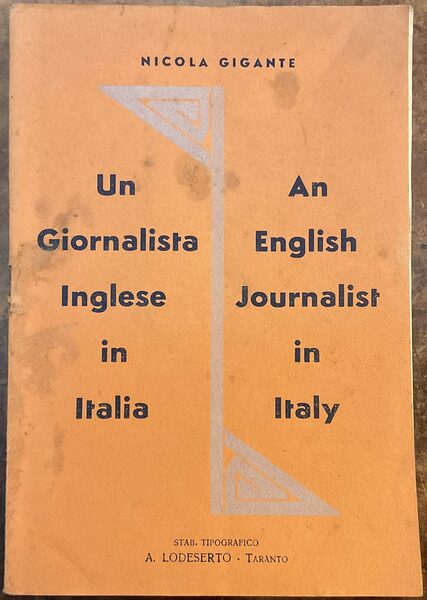 NICOLA GIGANTE
Un
Giornalista
Inglese
in
Italia
An
English
Journalist
in
Italy
STAB. TIPOGRAFICO
A. LODESERTO - TARANTO